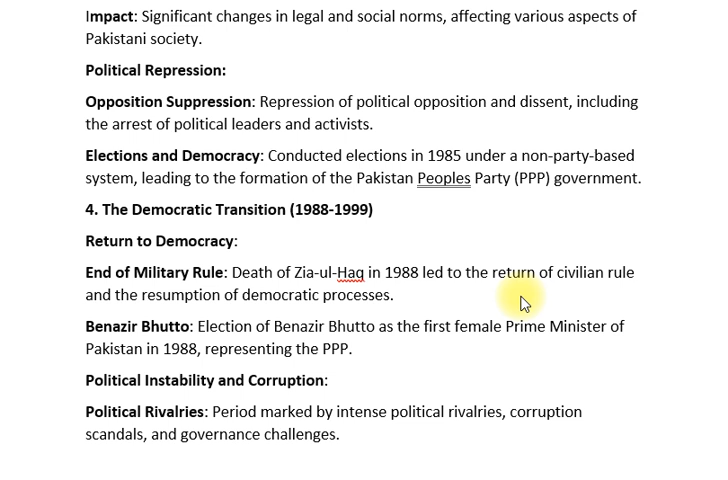 Impact: Significant changes in legal and social norms, affecting various aspects of
Pakistani society.
Political Repression:
Opposition Suppression: Repression of political opposition and dissent, including
the arrest of political leaders and activists.
Elections and Democracy: Conducted elections in 1985 under a non-party-based
system, leading to the formation of the Pakistan Peoples Party (PPP) government.
4. The Democratic Transition (1988-1999)
Return to Democracy:
End of Military Rule: Death of Zia-ul-Haq in 1988 led to the return of civilian rule
and the resumption of democratic processes.
Benazir Bhutto: Election of Benazir Bhutto as the first female Prime Minister of
Pakistan in 1988, representing the PPP.
Political Instability and Corruption:
Political Rivalries: Period marked by intense political rivalries, corruption
scandals, and governance challenges.